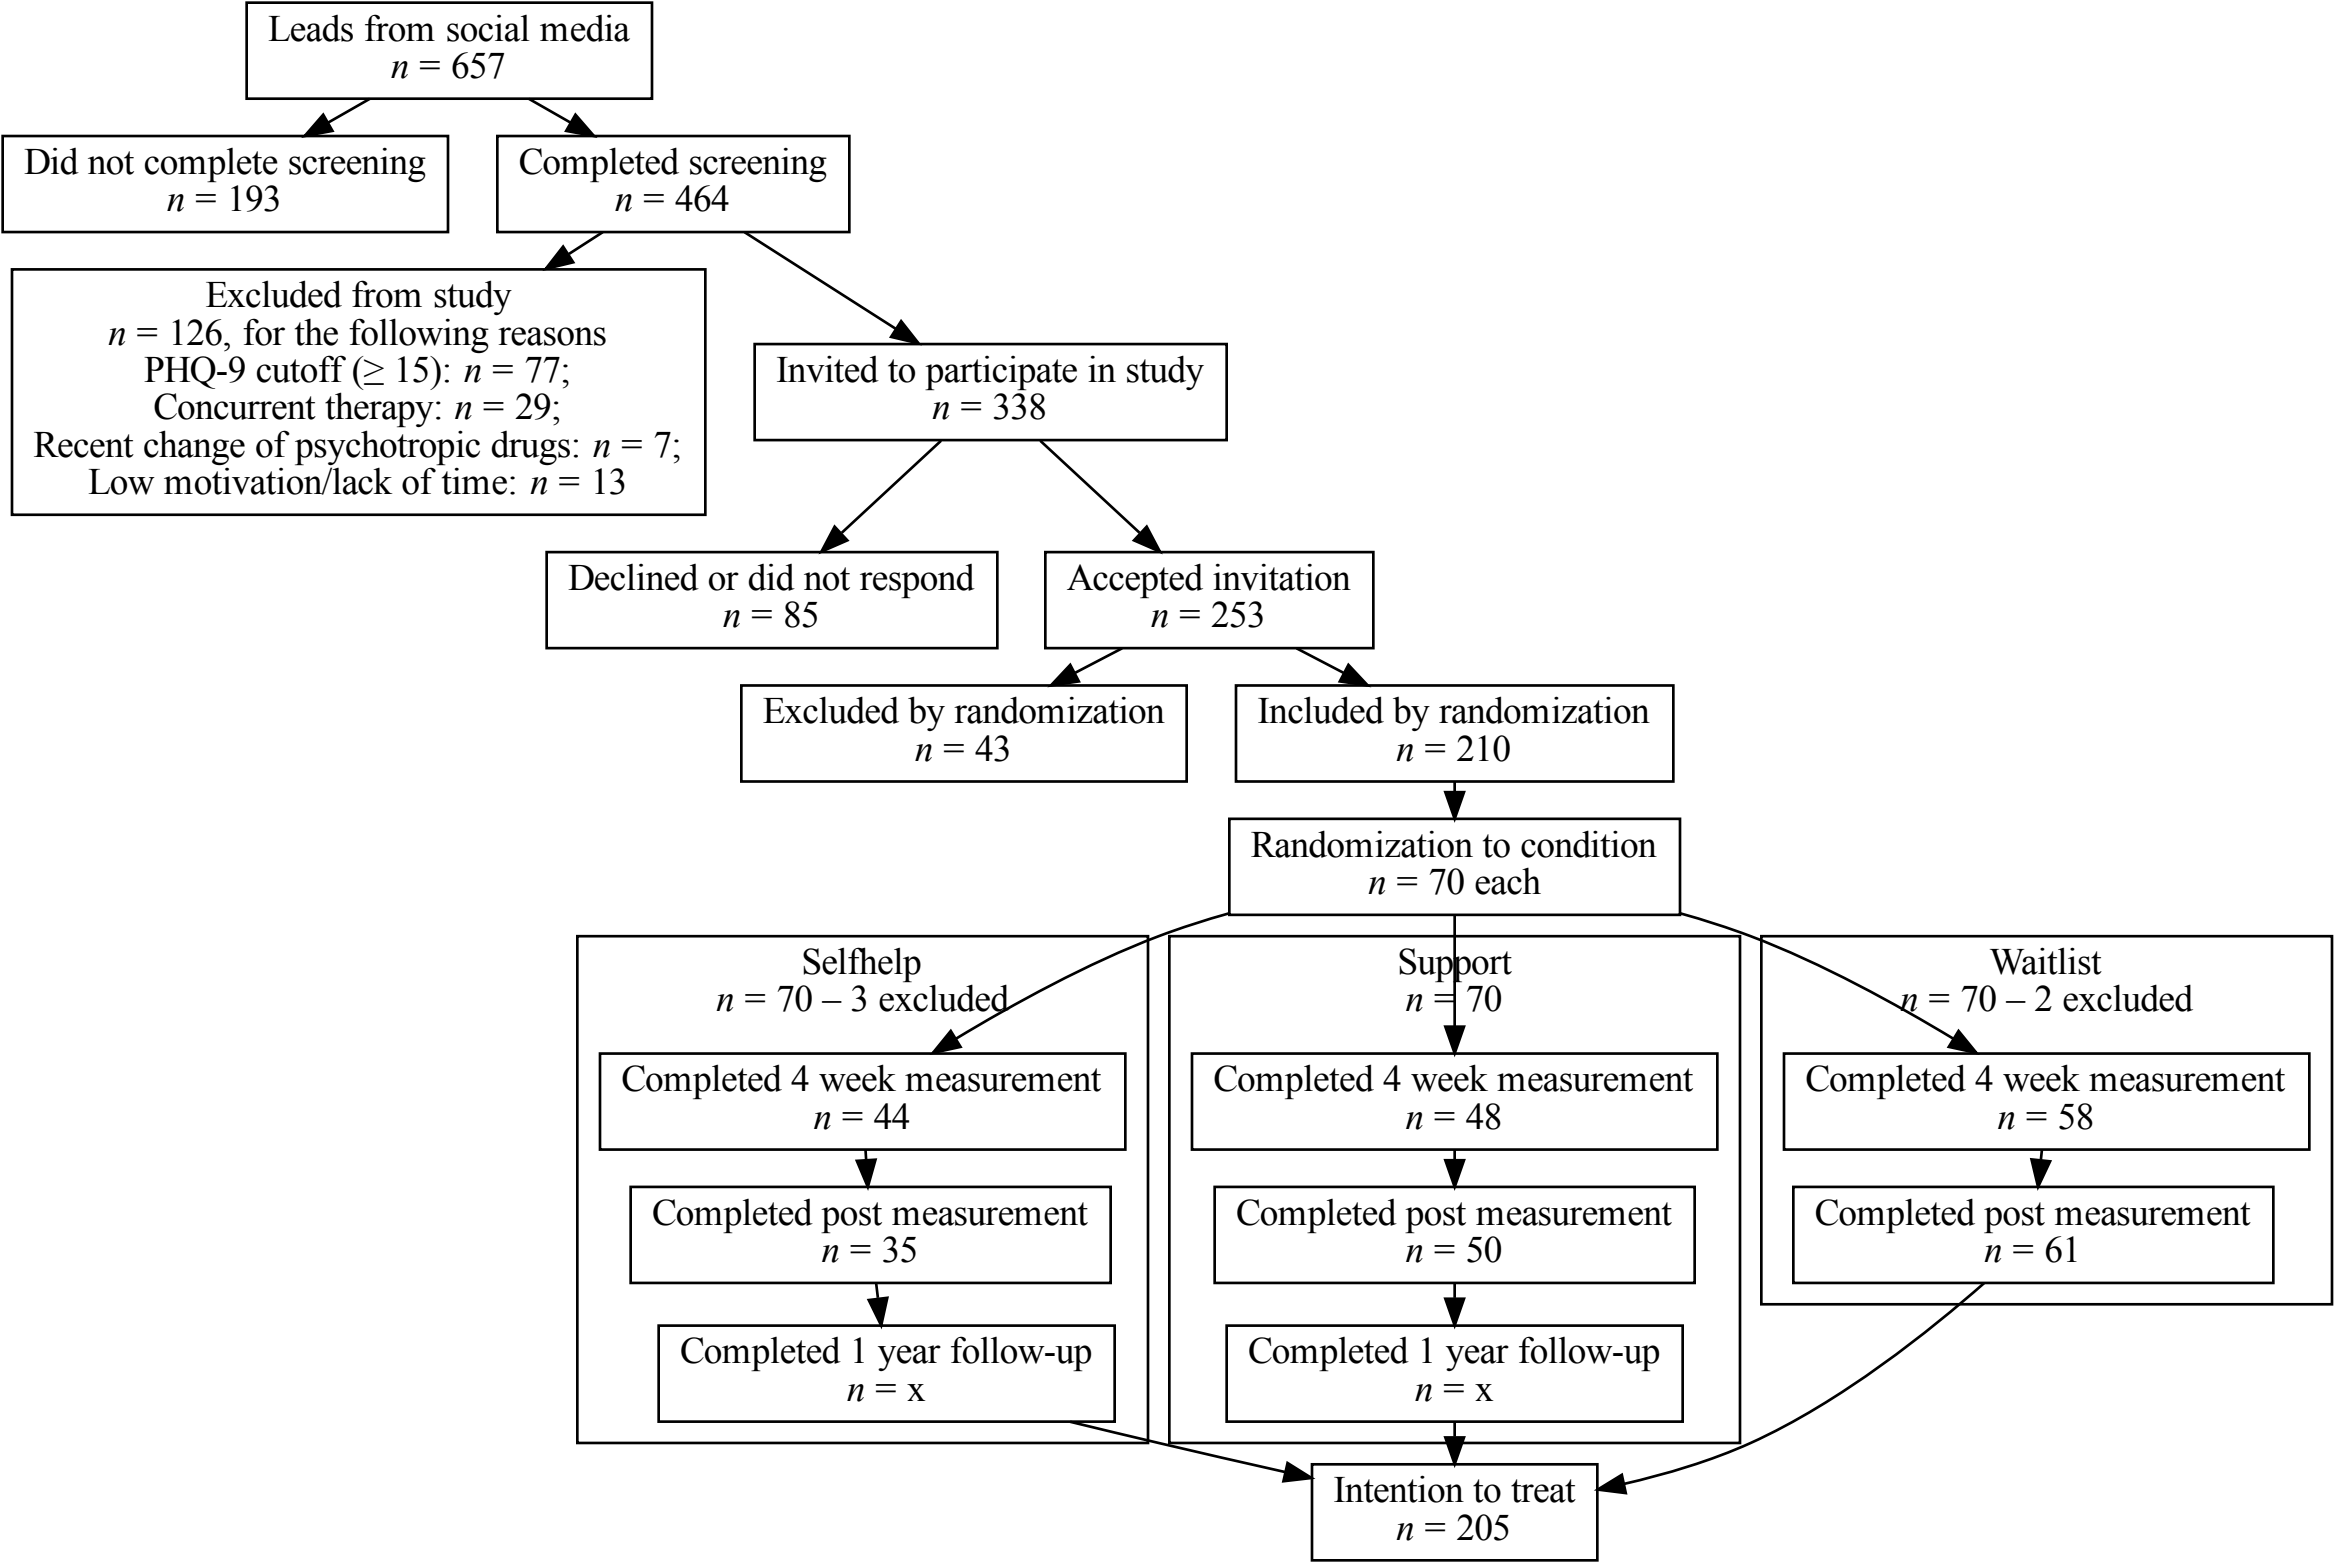 Leads from social media
n = 657
Did not complete screening
n = 193
Completed screening
n = 464
Excluded from study
n = 126, for the following reasons
PHQ-9 cutoff (≥ 15): n = 77;
Concurrent therapy: n = 29;
Recent change of psychotropic drugs: n = 7;
Low motivation/lack of time: n = 13
Invited to participate in study
n = 338
Declined or did not respond
n = 85
Accepted invitation
n = 253
Excluded by randomization
n = 43
Included by randomization
n = 210
Randomization to condition
n = 70 each
Selfhelp
n = 70 – 3 excluded
Completed 4 week measurement
n = 44
Completed post measurement
n = 35
Completed 1 year follow-up
n = x
Support
n = 70
Completed 4 week measurement
n = 48
Completed post measurement
n = 50
Completed 1 year follow-up
n = x
Waitlist
n = 70 – 2 excluded
Completed 4 week measurement
n = 58
Completed post measurement
n = 61
Intention to treat
n = 205